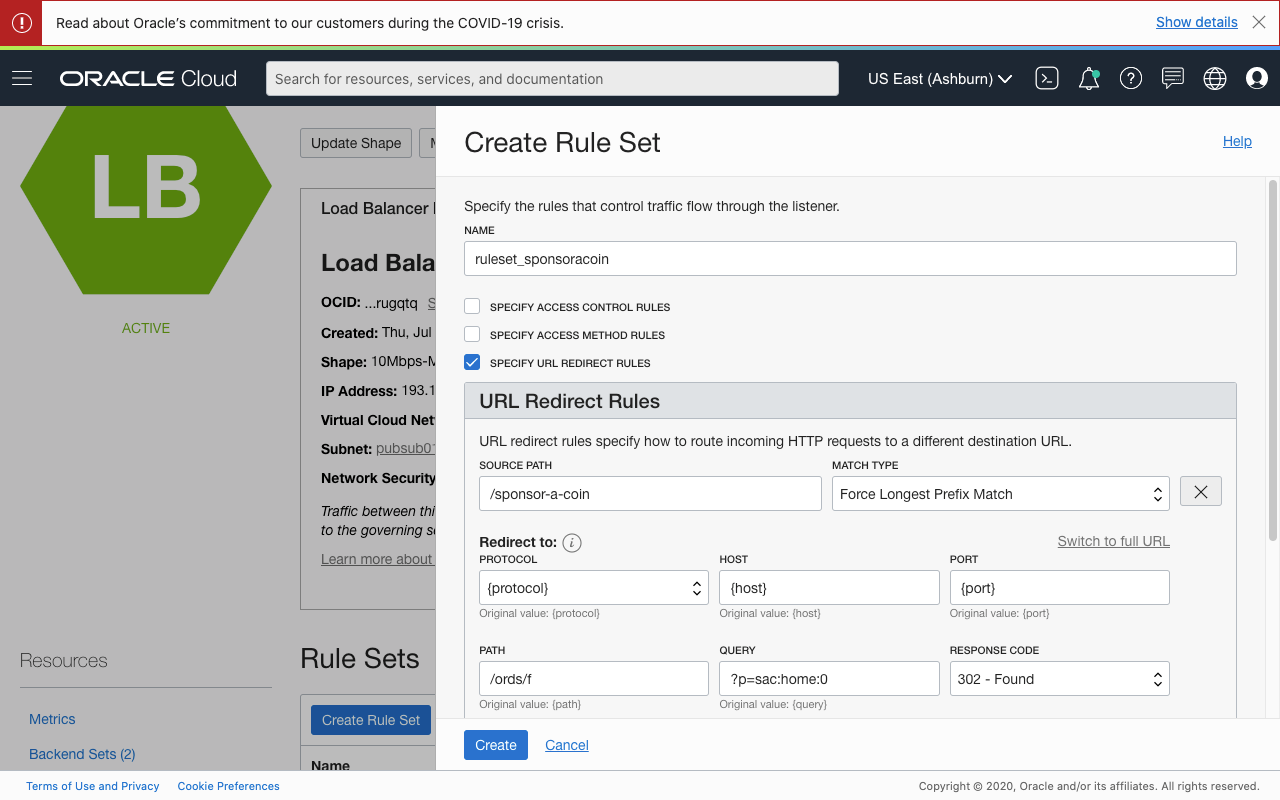 Read about Oracle's commitment to our customers during the COVID-19 crisis.
Show details
ORACLE Cloud
Search for resources, services, and documentation
US East (Ashburn)
LB
ACTIVE
Update Shape
Load Balancer
Load Bala
OCID: ...rugqtq S
Created: Thu, Jul
Shape: 10Mbps-M
IP Address: 193.1
Virtual Cloud Net
Subnet: pubsub01
Network Security
Traffic between thi
to the governing s
Learn more about
Resources
Metrics
Backend Sets (2)
Rule Sets
Create Rule Set
Name
Create Rule Set
Help
Specify the rules that control traffic flow through the listener.
NAME
ruleset_sponsoracoin
SPECIFY ACCESS CONTROL RULES
SPECIFY ACCESS METHOD RULES
SPECIFY URL REDIRECT RULES
URL Redirect Rules
URL redirect rules specify how to route incoming HTTP requests to a different destination URL.
SOURCE PATH MATCH TYPE
/sponsor-a-coin Force Longest Prefix Match
Redirect to: i Switch to full URL
PROTOCOL HOST PORT
{protocol} {host} {port}
Original value: {protocol} Original value: {host} Original value: {port}
PATH QUERY RESPONSE CODE
/ords/f ?p=sac:home:0 302 - Found
Original value: {path} Original value: {query}
Create Cancel
Terms of Use and Privacy Cookie Preferences
Copyright © 2020, Oracle and/or its affiliates. All rights reserved.